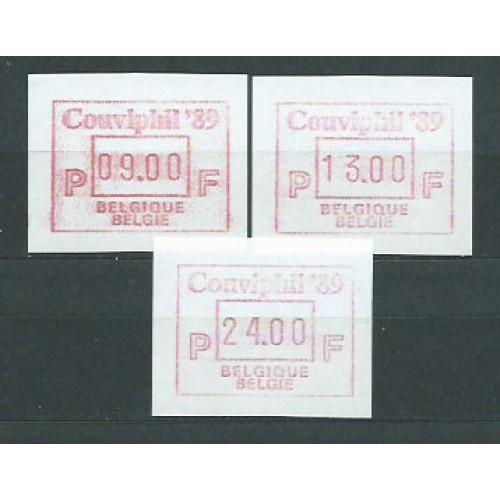 Couviphil '89
P 09.00 F
BELGIQUE
BELGIE
Couviphil '89
P 13.00 F
BELGIQUE
BELGIE
Couviphil '89
P 24.00 F
BELGIQUE
BELGIE